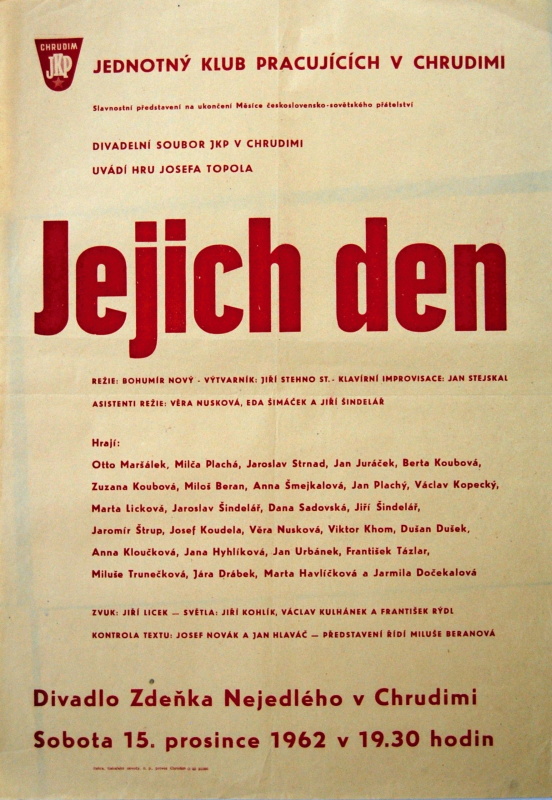 CHRUDIM
JKP
JEDNOTNÝ KLUB PRACUJÍCÍCH V CHRUDIMI
Slavnostní představení na ukončení Měsíce československo-sovětského přátelství
DIVADELNÍ SOUBOR JKP V CHRUDIMI
UVÁDÍ HRU JOSEFA TOPOLA
Jejich den
REŽIE: BOHUMÍR NOVÝ - VÝTVARNÍK: JIŘÍ STEHNO ST. - KLAVÍRNÍ IMPROVISACE: JAN STEJSKAL
ASISTENTI REŽIE: VĚRA NUSKOVÁ, EDA ŠIMÁČEK A JIŘÍ ŠINDELÁŘ
Hrají:
Otto Maršálek, Milča Plachá, Jaroslav Strnad, Jan Juráček, Berta Koubová,
Zuzana Koubová, Miloš Beran, Anna Šmejkalová, Jan Plachý, Václav Kopecký,
Marta Licková, Jaroslav Šindelář, Dana Sadovská, Jiří Šindelář,
Jaromír Štrup, Josef Koudela, Věra Nusková, Viktor Khom, Dušan Dušek,
Anna Kloučková, Jana Hyhlíková, Jan Urbánek, František Tázlar,
Miluše Trunečková, Jára Drábek, Marta Havlíčková a Jarmila Dočekalová
ZVUK: JIŘÍ LICEK — SVĚTLA: JIŘÍ KOHLÍK, VÁCLAV KULHÁNEK A FRANTIŠEK RÝDL
KONTROLA TEXTU: JOSEF NOVÁK A JAN HLAVÁČ — PŘEDSTAVENÍ ŘÍDÍ MILUŠE BERANOVÁ
Divadlo Zdeňka Nejedlého v Chrudimi
Sobota 15. prosince 1962 v 19.30 hodin